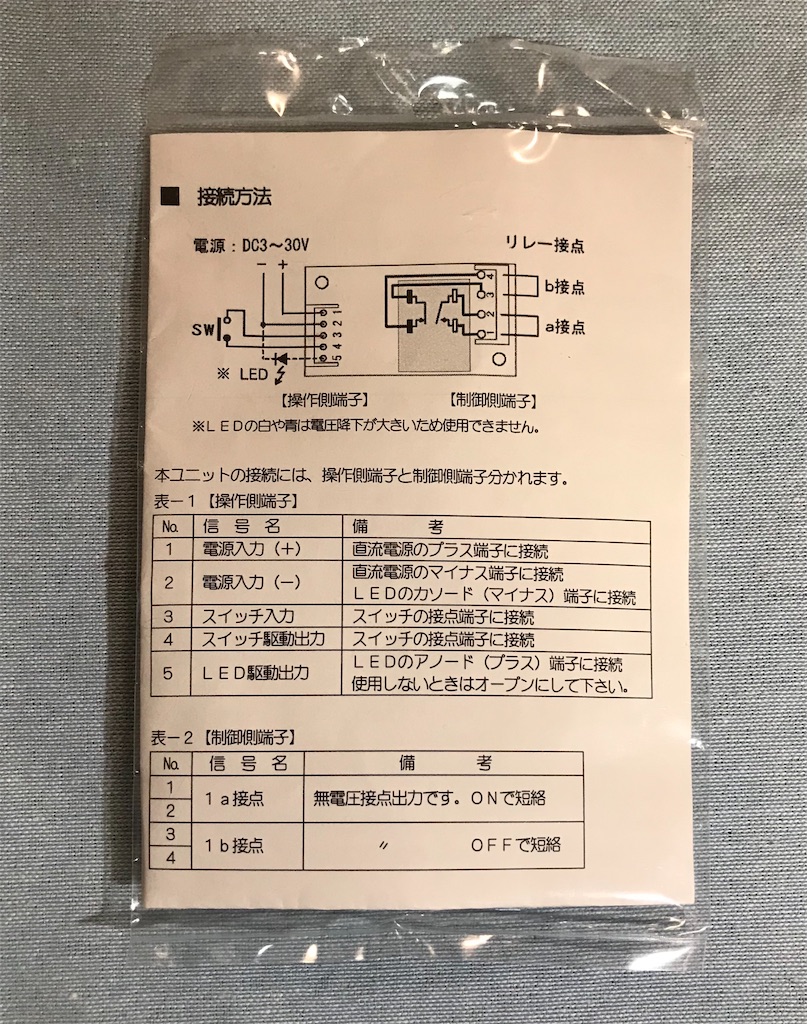 ■ 接続方法
電源：DC3～30V
リレー接点
− +
SW
1
2
3
4
5
4
3
2
1
b接点
a接点
※ LED
【操作側端子】 【制御側端子】
※ＬＥＤの白や青は電圧降下が大きいため使用できません。
本ユニットの接続には、操作側端子と制御側端子分かれます。
表－１【操作側端子】
No. 信 号 名 備 考
1 電源入力（＋） 直流電源のプラス端子に接続
2 電源入力（－） 直流電源のマイナス端子に接続
ＬＥＤのカソード（マイナス）端子に接続
3 スイッチ入力 スイッチの接点端子に接続
4 スイッチ駆動出力 スイッチの接点端子に接続
5 ＬＥＤ駆動出力 ＬＥＤのアノード（プラス）端子に接続
使用しないときはオープンにして下さい。
表－２【制御側端子】
No. 信 号 名 備 考
1
2
１ａ接点 無電圧接点出力です。ＯＮで短絡
3
4
１ｂ接点 〃 ＯＦＦで短絡